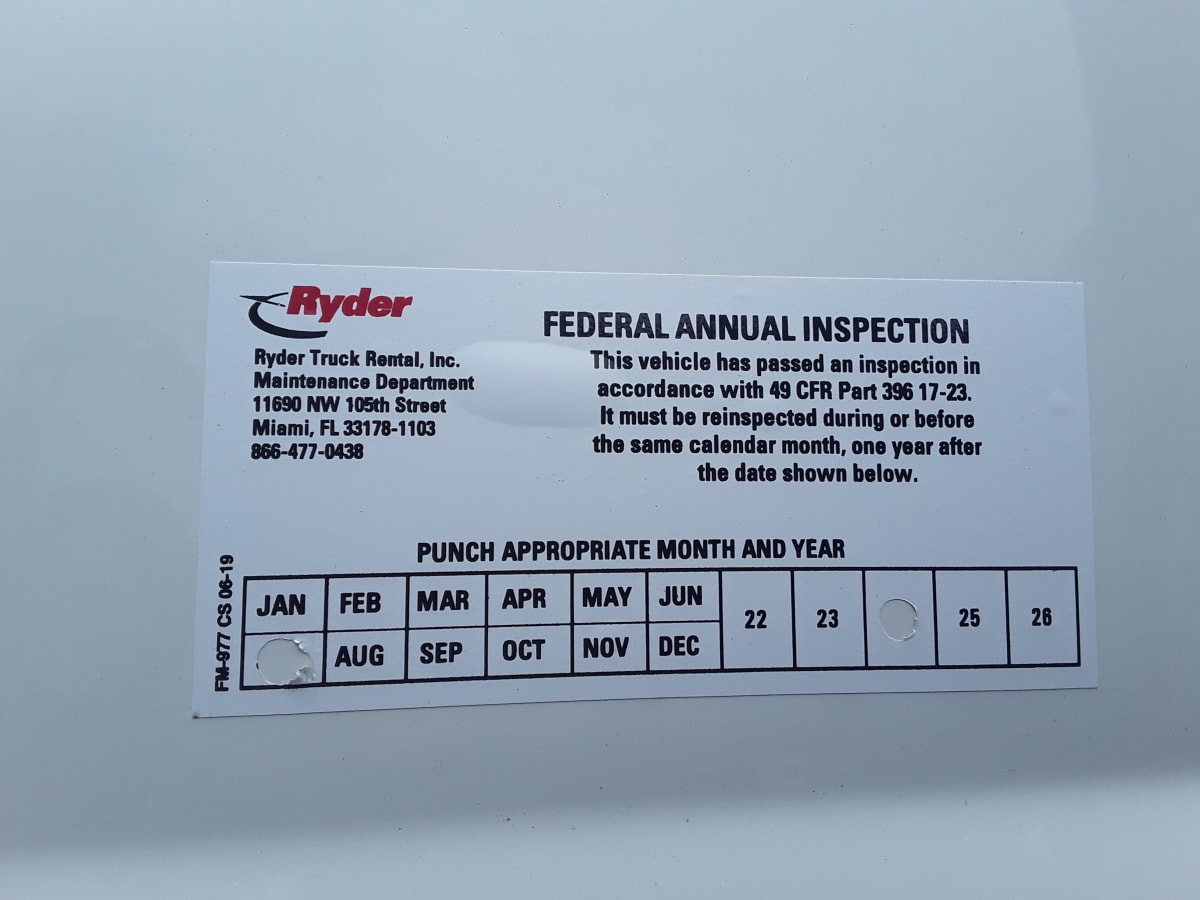 Ryder
Ryder Truck Rental, Inc.
Maintenance Department
11690 NW 105th Street
Miami, FL 33178-1103
866-477-0438
FEDERAL ANNUAL INSPECTION
This vehicle has passed an inspection in
accordance with 49 CFR Part 396 17-23.
It must be reinspected during or before
the same calendar month, one year after
the date shown below.
PUNCH APPROPRIATE MONTH AND YEAR
JAN FEB MAR APR MAY JUN
AUG SEP OCT NOV DEC
22 23 25 26
FM-977 CS 06-19